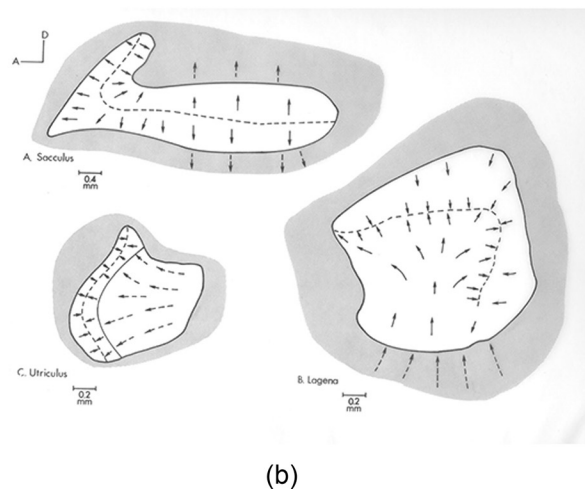 D
A
A. Sacculus
0.4
mm
C. Utriculus
0.2
mm
B. Lagena
0.2
mm
(b)